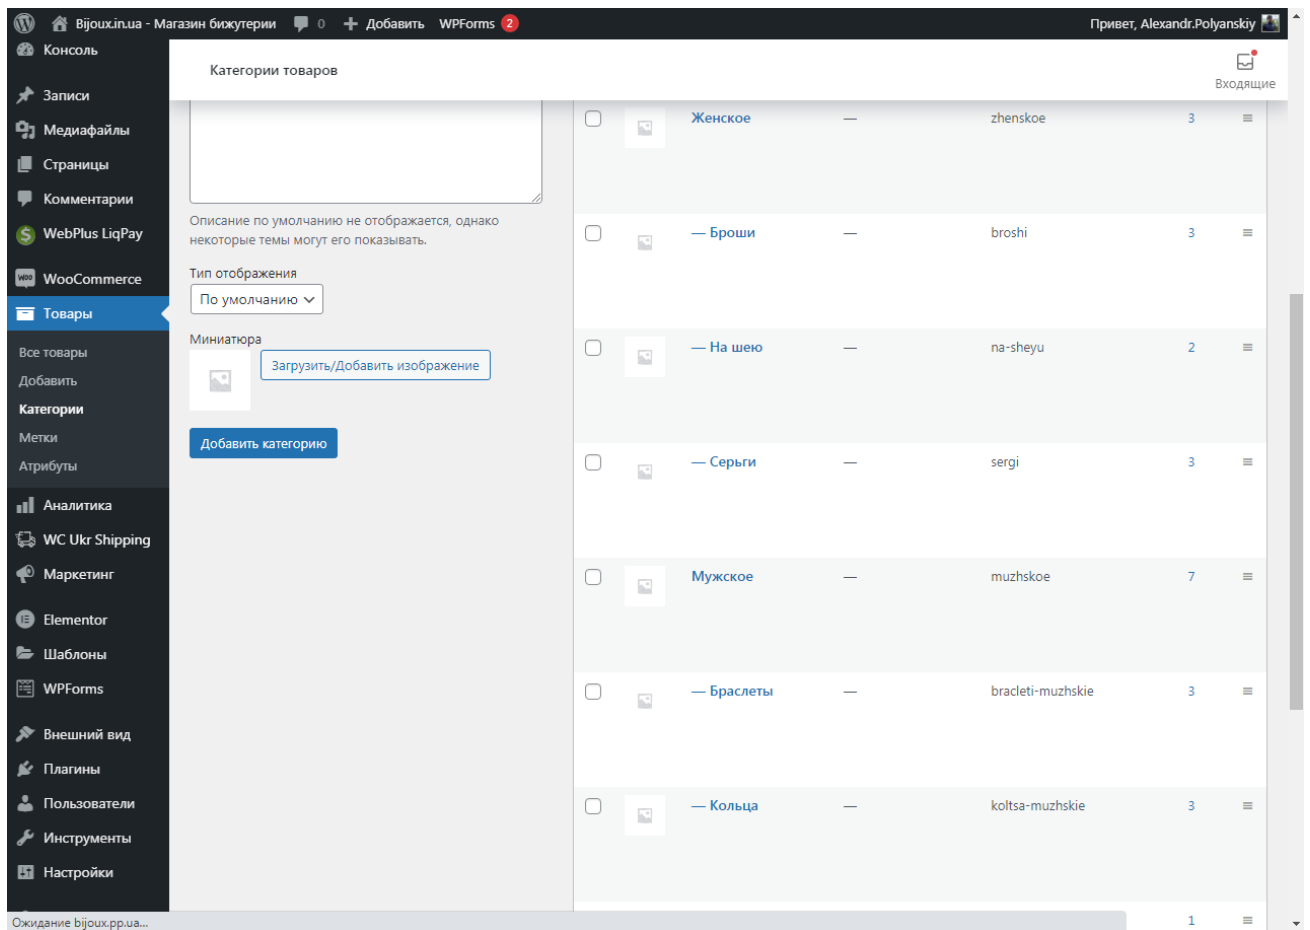 Bijoux.in.ua - Магазин бижутерии 0 Добавить WPForms 2 Привет, Alexandr.Polyanskiy
Консоль
Записи
Медиафайлы
Страницы
Комментарии
WebPlus LiqPay
WooCommerce
Товары
Все товары
Добавить
Категории
Метки
Атрибуты
Аналитика
WC Ukr Shipping
Маркетинг
Elementor
Шаблоны
WPForms
Внешний вид
Плагины
Пользователи
Инструменты
Настройки
Ожидание bijoux.pp.ua...
Категории товаров
Входящие
Описание по умолчанию не отображается, однако
некоторые темы могут его показывать.
Тип отображения
По умолчанию
Миниатюра
Загрузить/Добавить изображение
Добавить категорию
Женское — zhenskoe 3
— Броши — broshi 3
— На шею — na-sheyu 2
— Серьги — sergi 3
Мужское — muzhskoe 7
— Браслеты — bracleti-muzhskie 3
— Кольца — koltsa-muzhskie 3
1